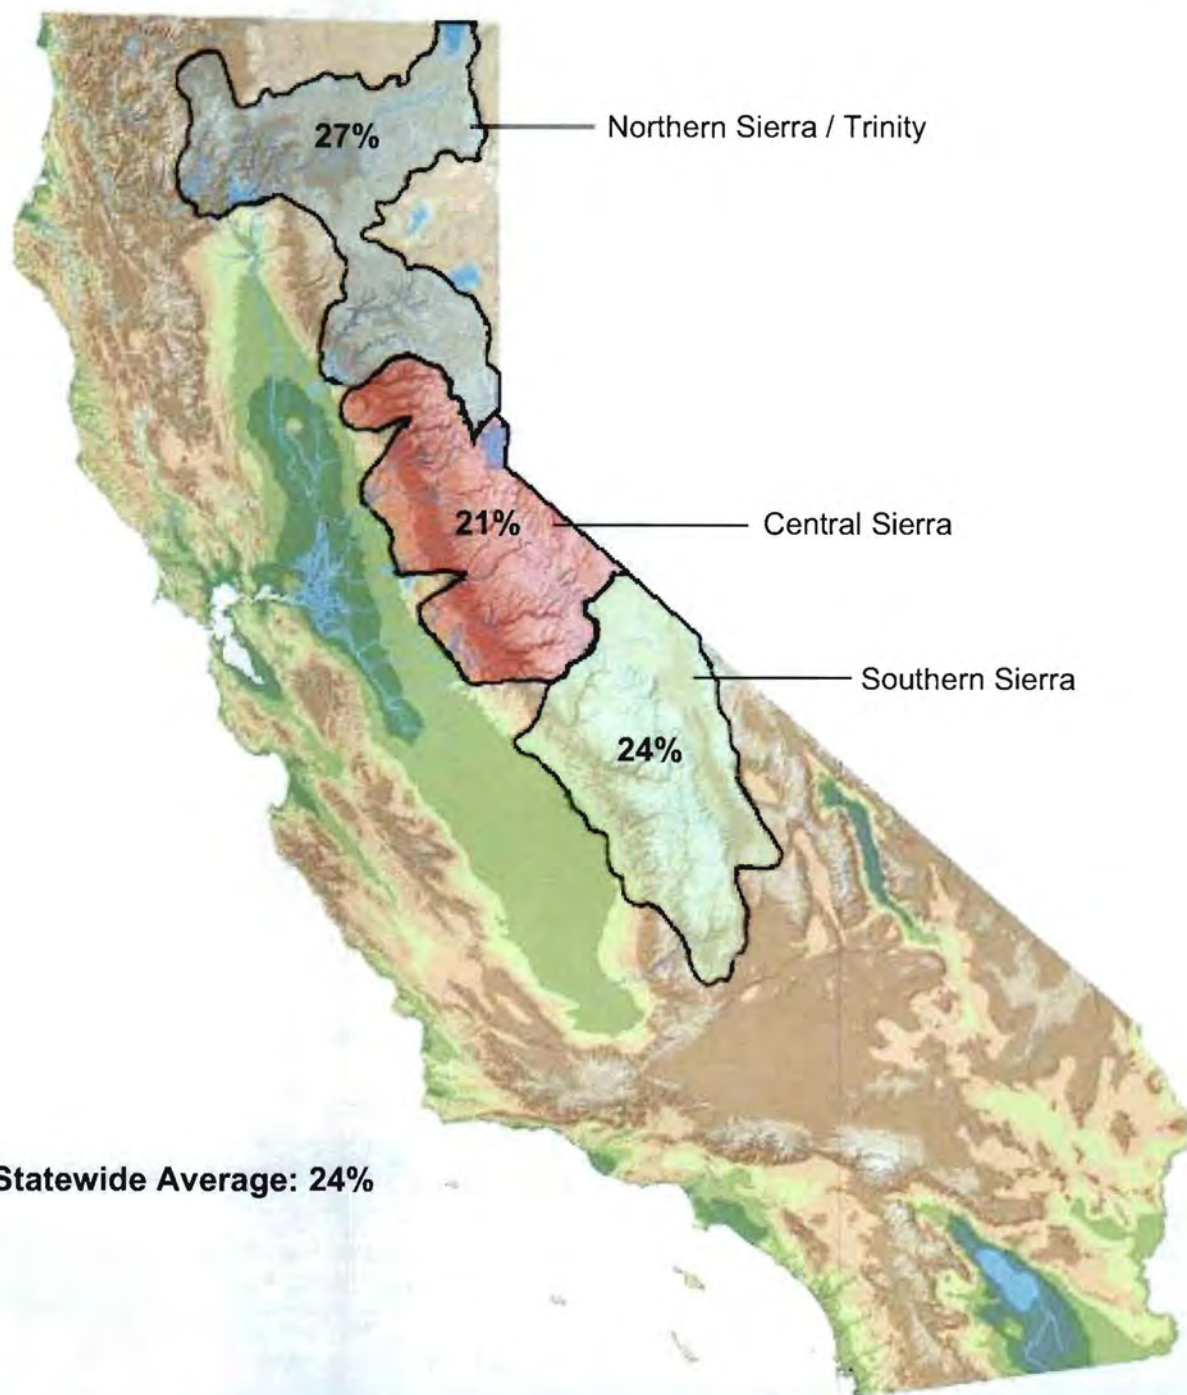 27%
Northern Sierra / Trinity
21%
Central Sierra
Southern Sierra
24%
Statewide Average: 24%